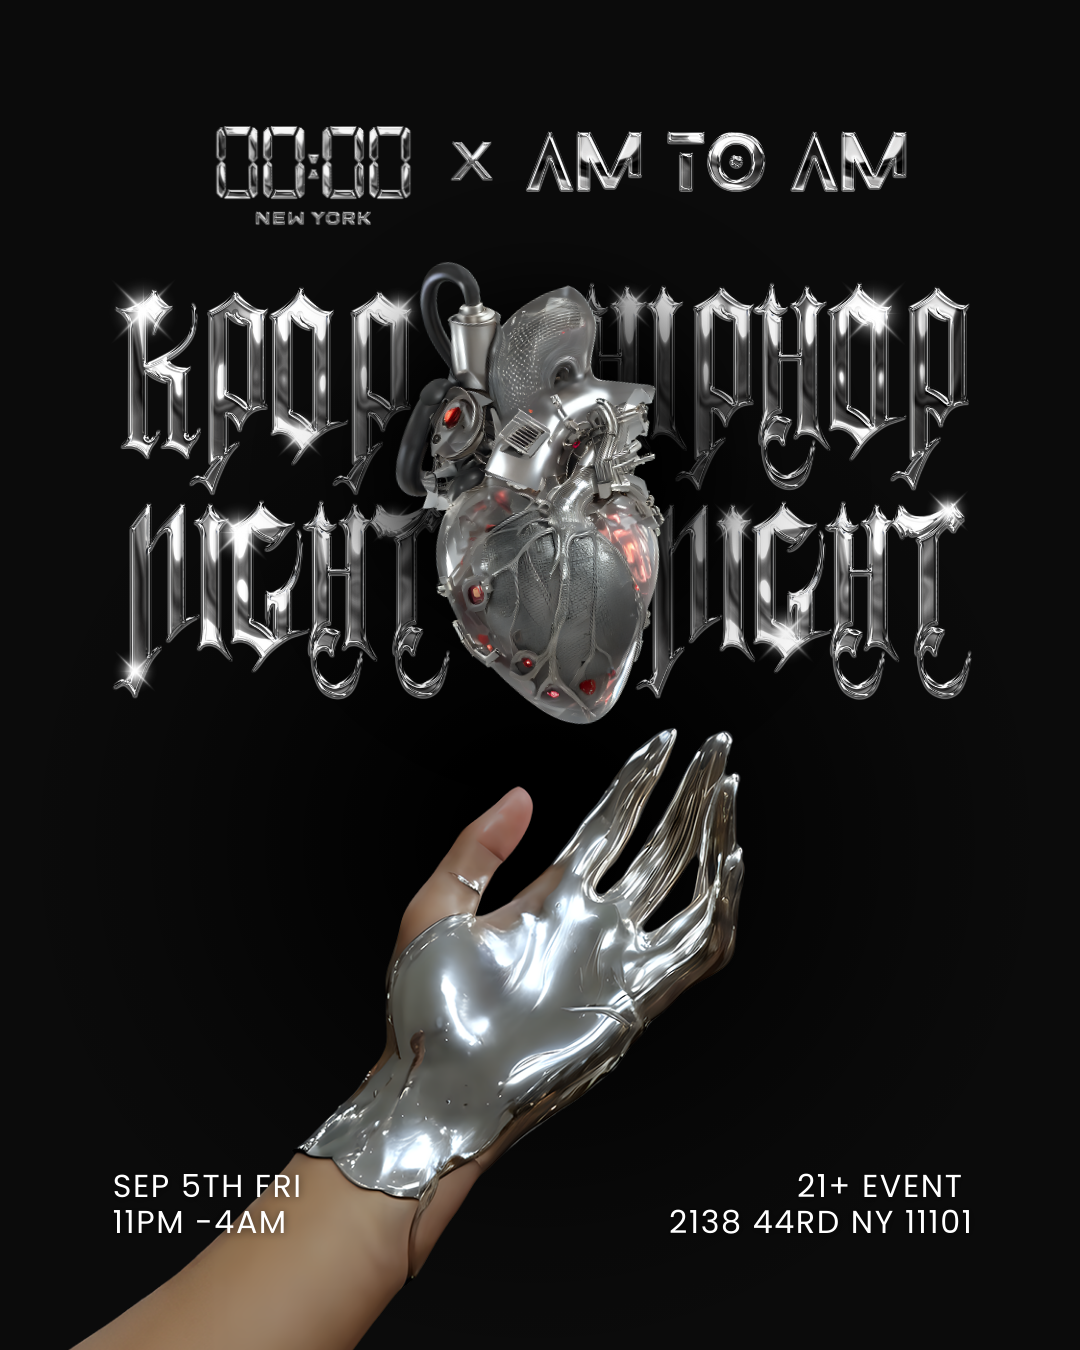 00:00 X AM TO AM
NEW YORK
KPOP HIPHOP
NIGHT NIGHT
SEP 5TH FRI
11PM -4AM
21+ EVENT
2138 44RD NY 11101